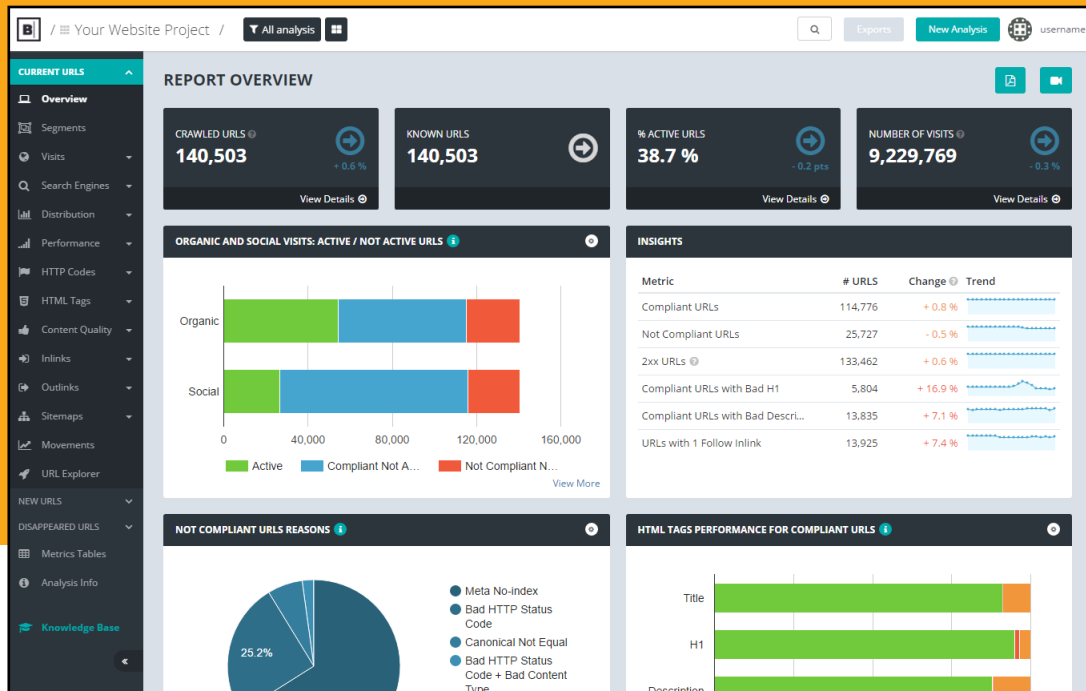 B
/ Your Website Project /
All analysis
Exports
New Analysis
username
CURRENT URLS
Overview
Segments
Visits
Search Engines
Distribution
Performance
HTTP Codes
HTML Tags
Content Quality
Inlinks
Outlinks
Sitemaps
Movements
URL Explorer
NEW URLS
DISAPPEARED URLS
Metrics Tables
Analysis Info
Knowledge Base
«
REPORT OVERVIEW
CRAWLED URLS
140,503
+ 0.6 %
View Details
KNOWN URLS
140,503
% ACTIVE URLS
38.7 %
- 0.2 pts
View Details
NUMBER OF VISITS
9,229,769
- 0.3 %
View Details
ORGANIC AND SOCIAL VISITS: ACTIVE / NOT ACTIVE URLS
Organic
Social
0 40,000 80,000 120,000 160,000
Active Compliant Not A... Not Compliant N...
View More
INSIGHTS
Metric # URLS Change Trend
Compliant URLs 114,776 + 0.8 %
Not Compliant URLs 25,727 - 0.5 %
2xx URLs 133,462 + 0.6 %
Compliant URLs with Bad H1 5,804 + 16.9 %
Compliant URLs with Bad Descri... 13,835 + 7.1 %
URLs with 1 Follow Inlink 13,925 + 7.4 %
NOT COMPLIANT URLS REASONS
25.2%
Meta No-index
Bad HTTP Status
Code
Canonical Not Equal
Bad HTTP Status
Code + Bad Content
Type
HTML TAGS PERFORMANCE FOR COMPLIANT URLS
Title
H1
Description